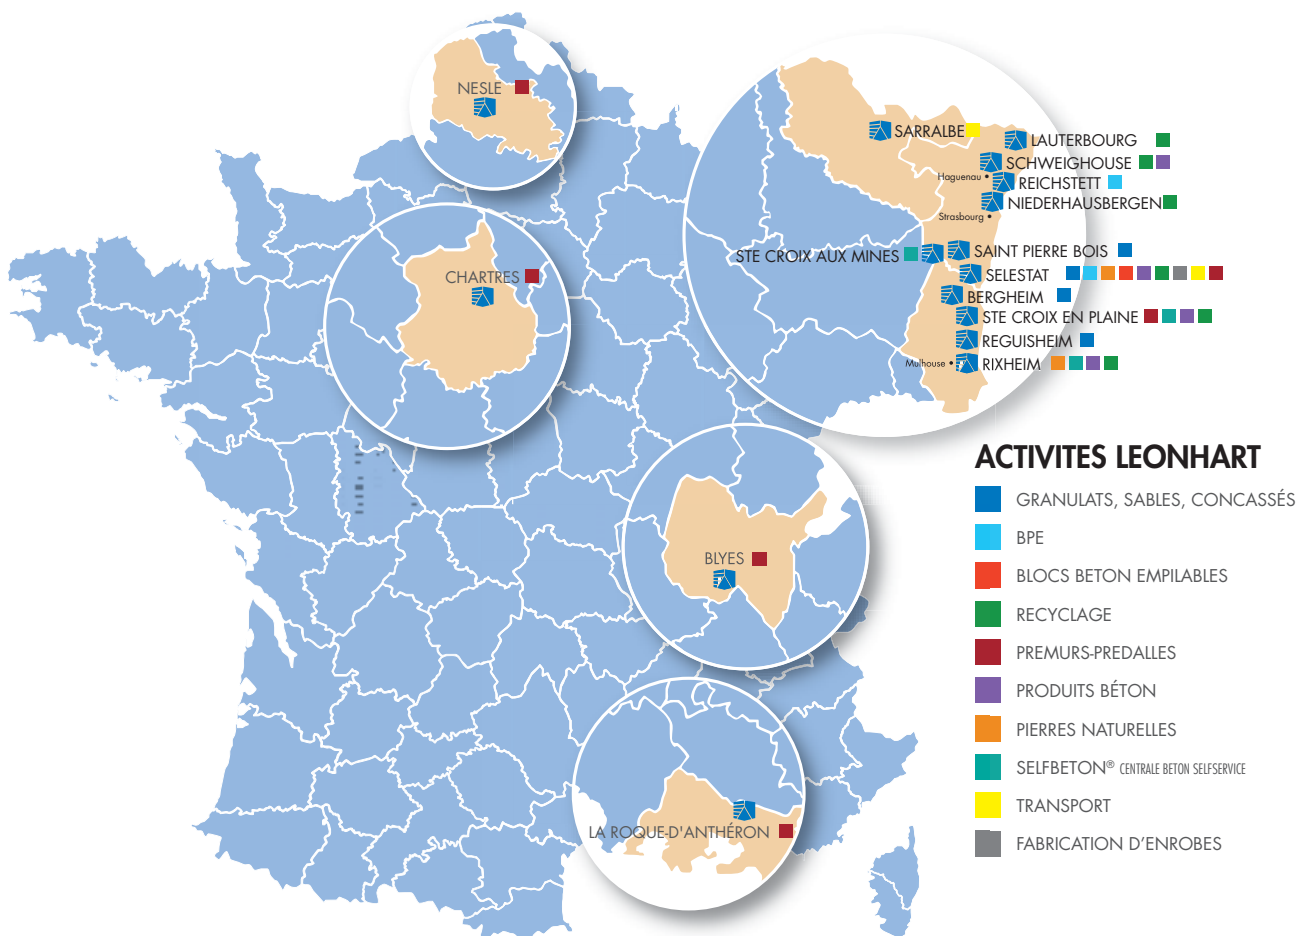 NESLE
CHARTRES
SARRALBE
LAUTERBOURG
SCHWEIGHOUSE
Haguenau
REICHSTETT
NIEDERHAUSBERGEN
Strasbourg
STE CROIX AUX MINES
SAINT PIERRE BOIS
SELESTAT
BERGHEIM
STE CROIX EN PLAINE
REGUISHEIM
Mulhouse
RIXHEIM
BLYES
LA ROQUE-D'ANTHÉRON
ACTIVITES LEONHART
GRANULATS, SABLES, CONCASSÉS
BPE
BLOCS BETON EMPILABLES
RECYCLAGE
PREMURS-PREDALLES
PRODUITS BÉTON
PIERRES NATURELLES
SELFBETON® CENTRALE BETON SELFSERVICE
TRANSPORT
FABRICATION D'ENROBES